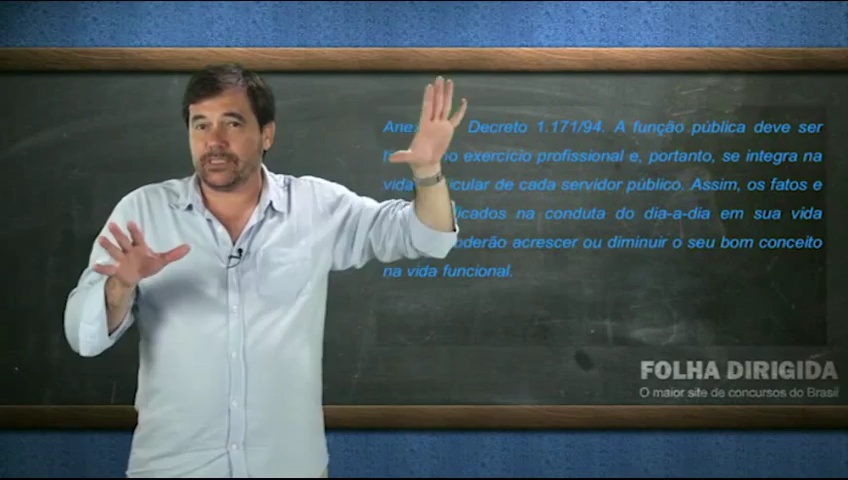 Decreto 1.171/94. A função pública deve ser
exercício profissional e, portanto, se integra na
vida de cada servidor público. Assim, os fatos e
na conduta do dia-a-dia em sua vida
poderão acrescer ou diminuir o seu bom conceito
na vida funcional.
FOLHA DIRIGIDA
O maior site de concursos do Brasil